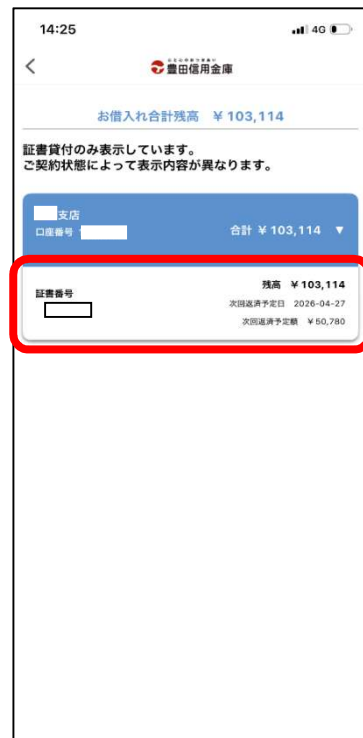 14:25
4G
豊田信用金庫
お借入れ合計残高 ¥103,114
証書貸付のみ表示しています。
ご契約状態によって表示内容が異なります。
支店
口座番号
合計 ¥103,114 ▼
証書番号
残高 ¥103,114
次回返済予定日 2026-04-27
次回返済予定額 ¥50,780